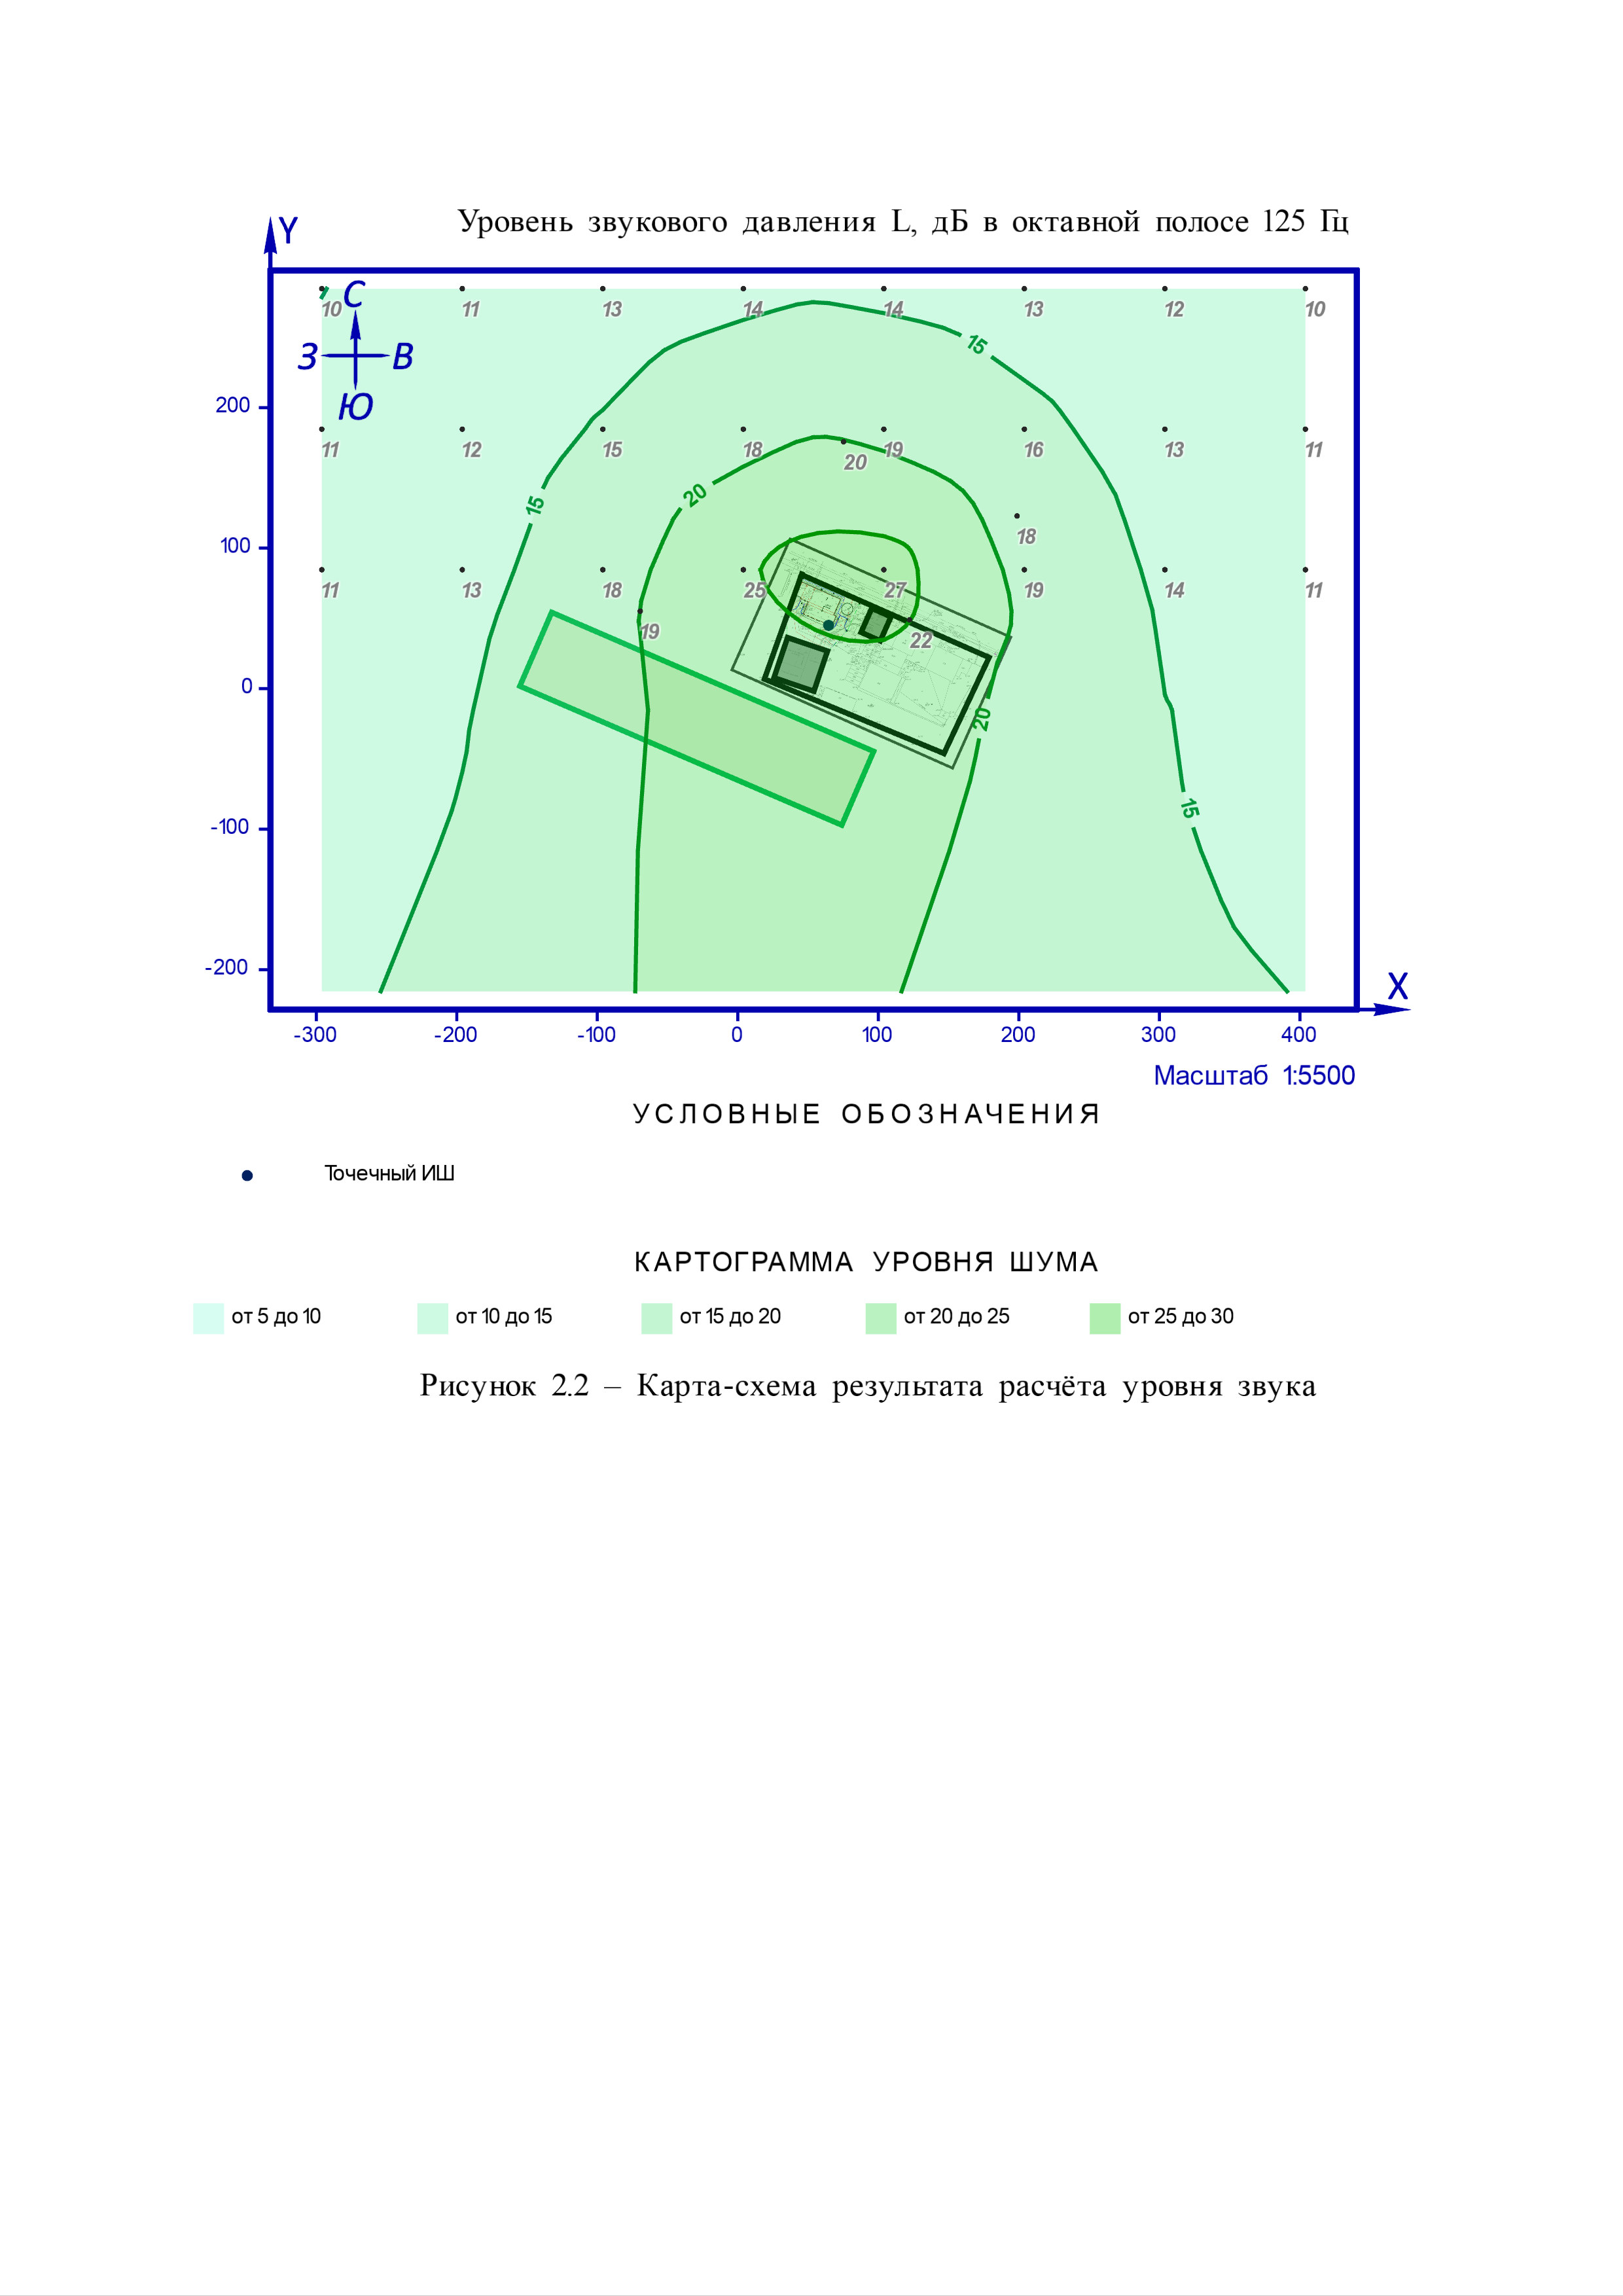 Уровень звукового давления L, дБ в октавной полосе 125 Гц
Y
С
З В
Ю
10 11 13 14 14 13 12 10
15
200
11 12 15 18 20 19 16 13 11
20
15
18
100
11 13 18 25 27 19 14 11
19
22
0
20
-100
15
-200
X
-300 -200 -100 0 100 200 300 400
Масштаб 1:5500
УСЛОВНЫЕ ОБОЗНАЧЕНИЯ
Точечный ИШ
КАРТОГРАММА УРОВНЯ ШУМА
от 5 до 10 от 10 до 15 от 15 до 20 от 20 до 25 от 25 до 30
Рисунок 2.2 – Карта-схема результата расчёта уровня звука